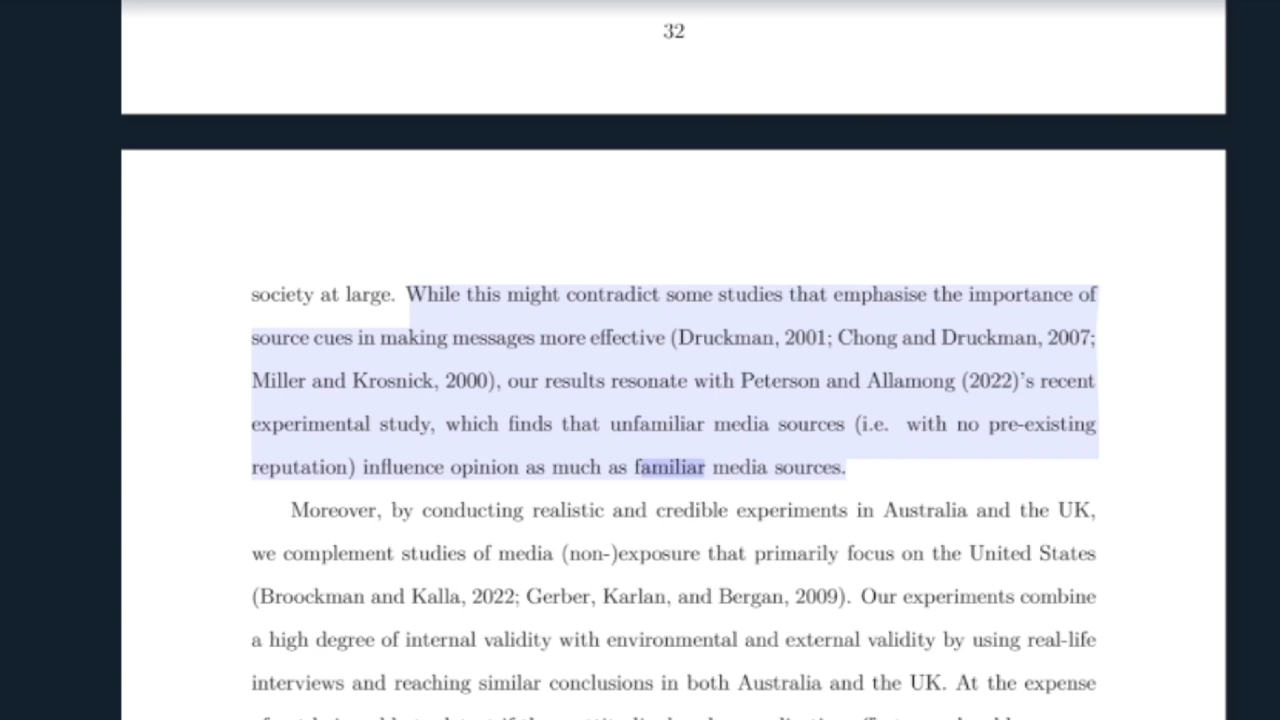 32
society at large. While this might contradict some studies that emphasise the importance of
source cues in making messages more effective (Druckman, 2001; Chong and Druckman, 2007;
Miller and Krosnick, 2000), our results resonate with Peterson and Allamong (2022)'s recent
experimental study, which finds that unfamiliar media sources (i.e. with no pre-existing
reputation) influence opinion as much as familiar media sources.
Moreover, by conducting realistic and credible experiments in Australia and the UK,
we complement studies of media (non-)exposure that primarily focus on the United States
(Broockman and Kalla, 2022; Gerber, Karlan, and Bergan, 2009). Our experiments combine
a high degree of internal validity with environmental and external validity by using real-life
interviews and reaching similar conclusions in both Australia and the UK. At the expense